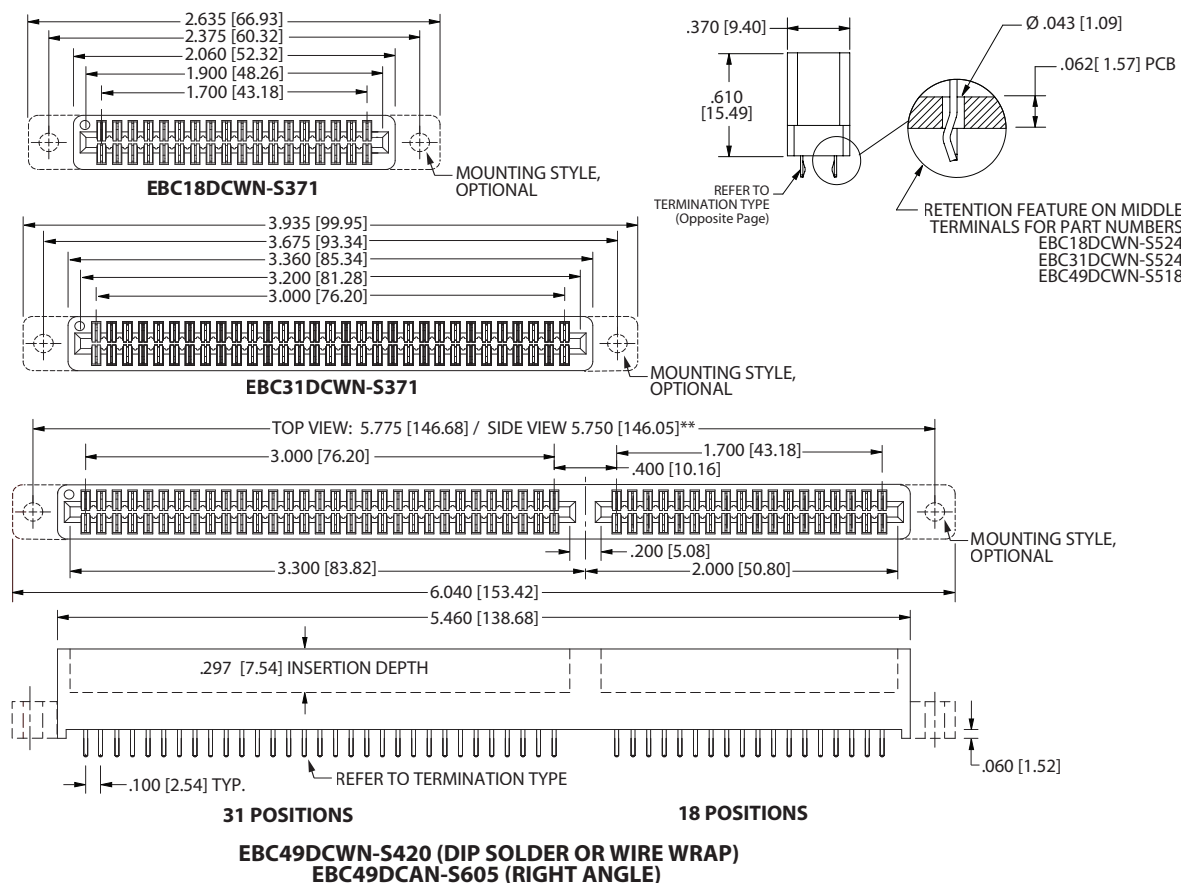 2.635 [66.93]
2.375 [60.32]
2.060 [52.32]
1.900 [48.26]
1.700 [43.18]
MOUNTING STYLE,
OPTIONAL
EBC18DCWN-S371
.370 [9.40]
Ø .043 [1.09]
.062[ 1.57] PCB
.610
[15.49]
REFER TO
TERMINATION TYPE
(Opposite Page)
RETENTION FEATURE ON MIDDLE
TERMINALS FOR PART NUMBERS
EBC18DCWN-S524
EBC31DCWN-S524
EBC49DCWN-S518
3.935 [99.95]
3.675 [93.34]
3.360 [85.34]
3.200 [81.28]
3.000 [76.20]
MOUNTING STYLE,
OPTIONAL
EBC31DCWN-S371
TOP VIEW: 5.775 [146.68] / SIDE VIEW 5.750 [146.05]**
3.000 [76.20]
1.700 [43.18]
.400 [10.16]
MOUNTING STYLE,
OPTIONAL
.200 [5.08]
3.300 [83.82]
2.000 [50.80]
6.040 [153.42]
5.460 [138.68]
.297 [7.54] INSERTION DEPTH
.060 [1.52]
.100 [2.54] TYP.
REFER TO TERMINATION TYPE
31 POSITIONS
18 POSITIONS
EBC49DCWN-S420 (DIP SOLDER OR WIRE WRAP)
EBC49DCAN-S605 (RIGHT ANGLE)